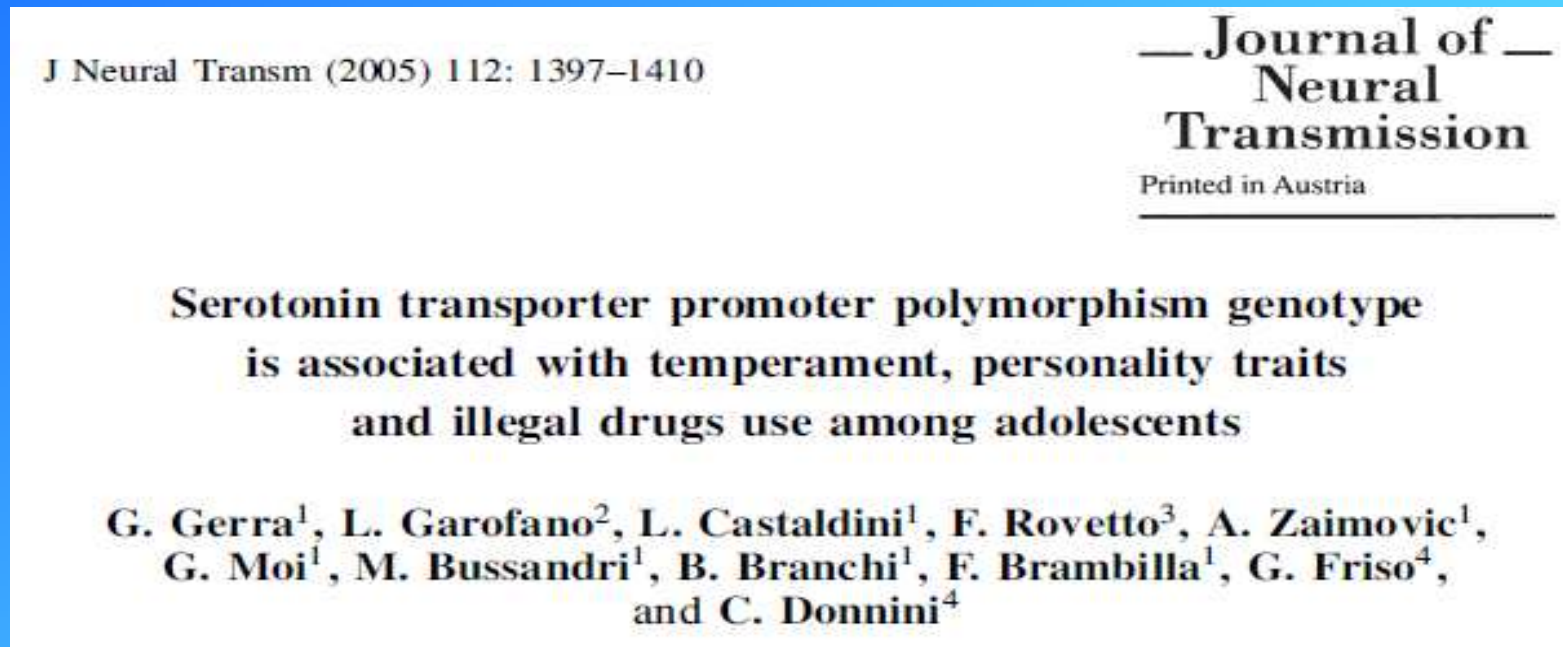 J Neural Transm (2005) 112: 1397–1410
— Journal of —
Neural
Transmission
Printed in Austria
Serotonin transporter promoter polymorphism genotype
is associated with temperament, personality traits
and illegal drugs use among adolescents
G. Gerra¹, L. Garofano², L. Castaldini¹, F. Rovetto³, A. Zaimovic¹,
G. Moi¹, M. Bussandri¹, B. Branchi¹, F. Brambilla¹, G. Friso⁴,
and C. Donnini⁴